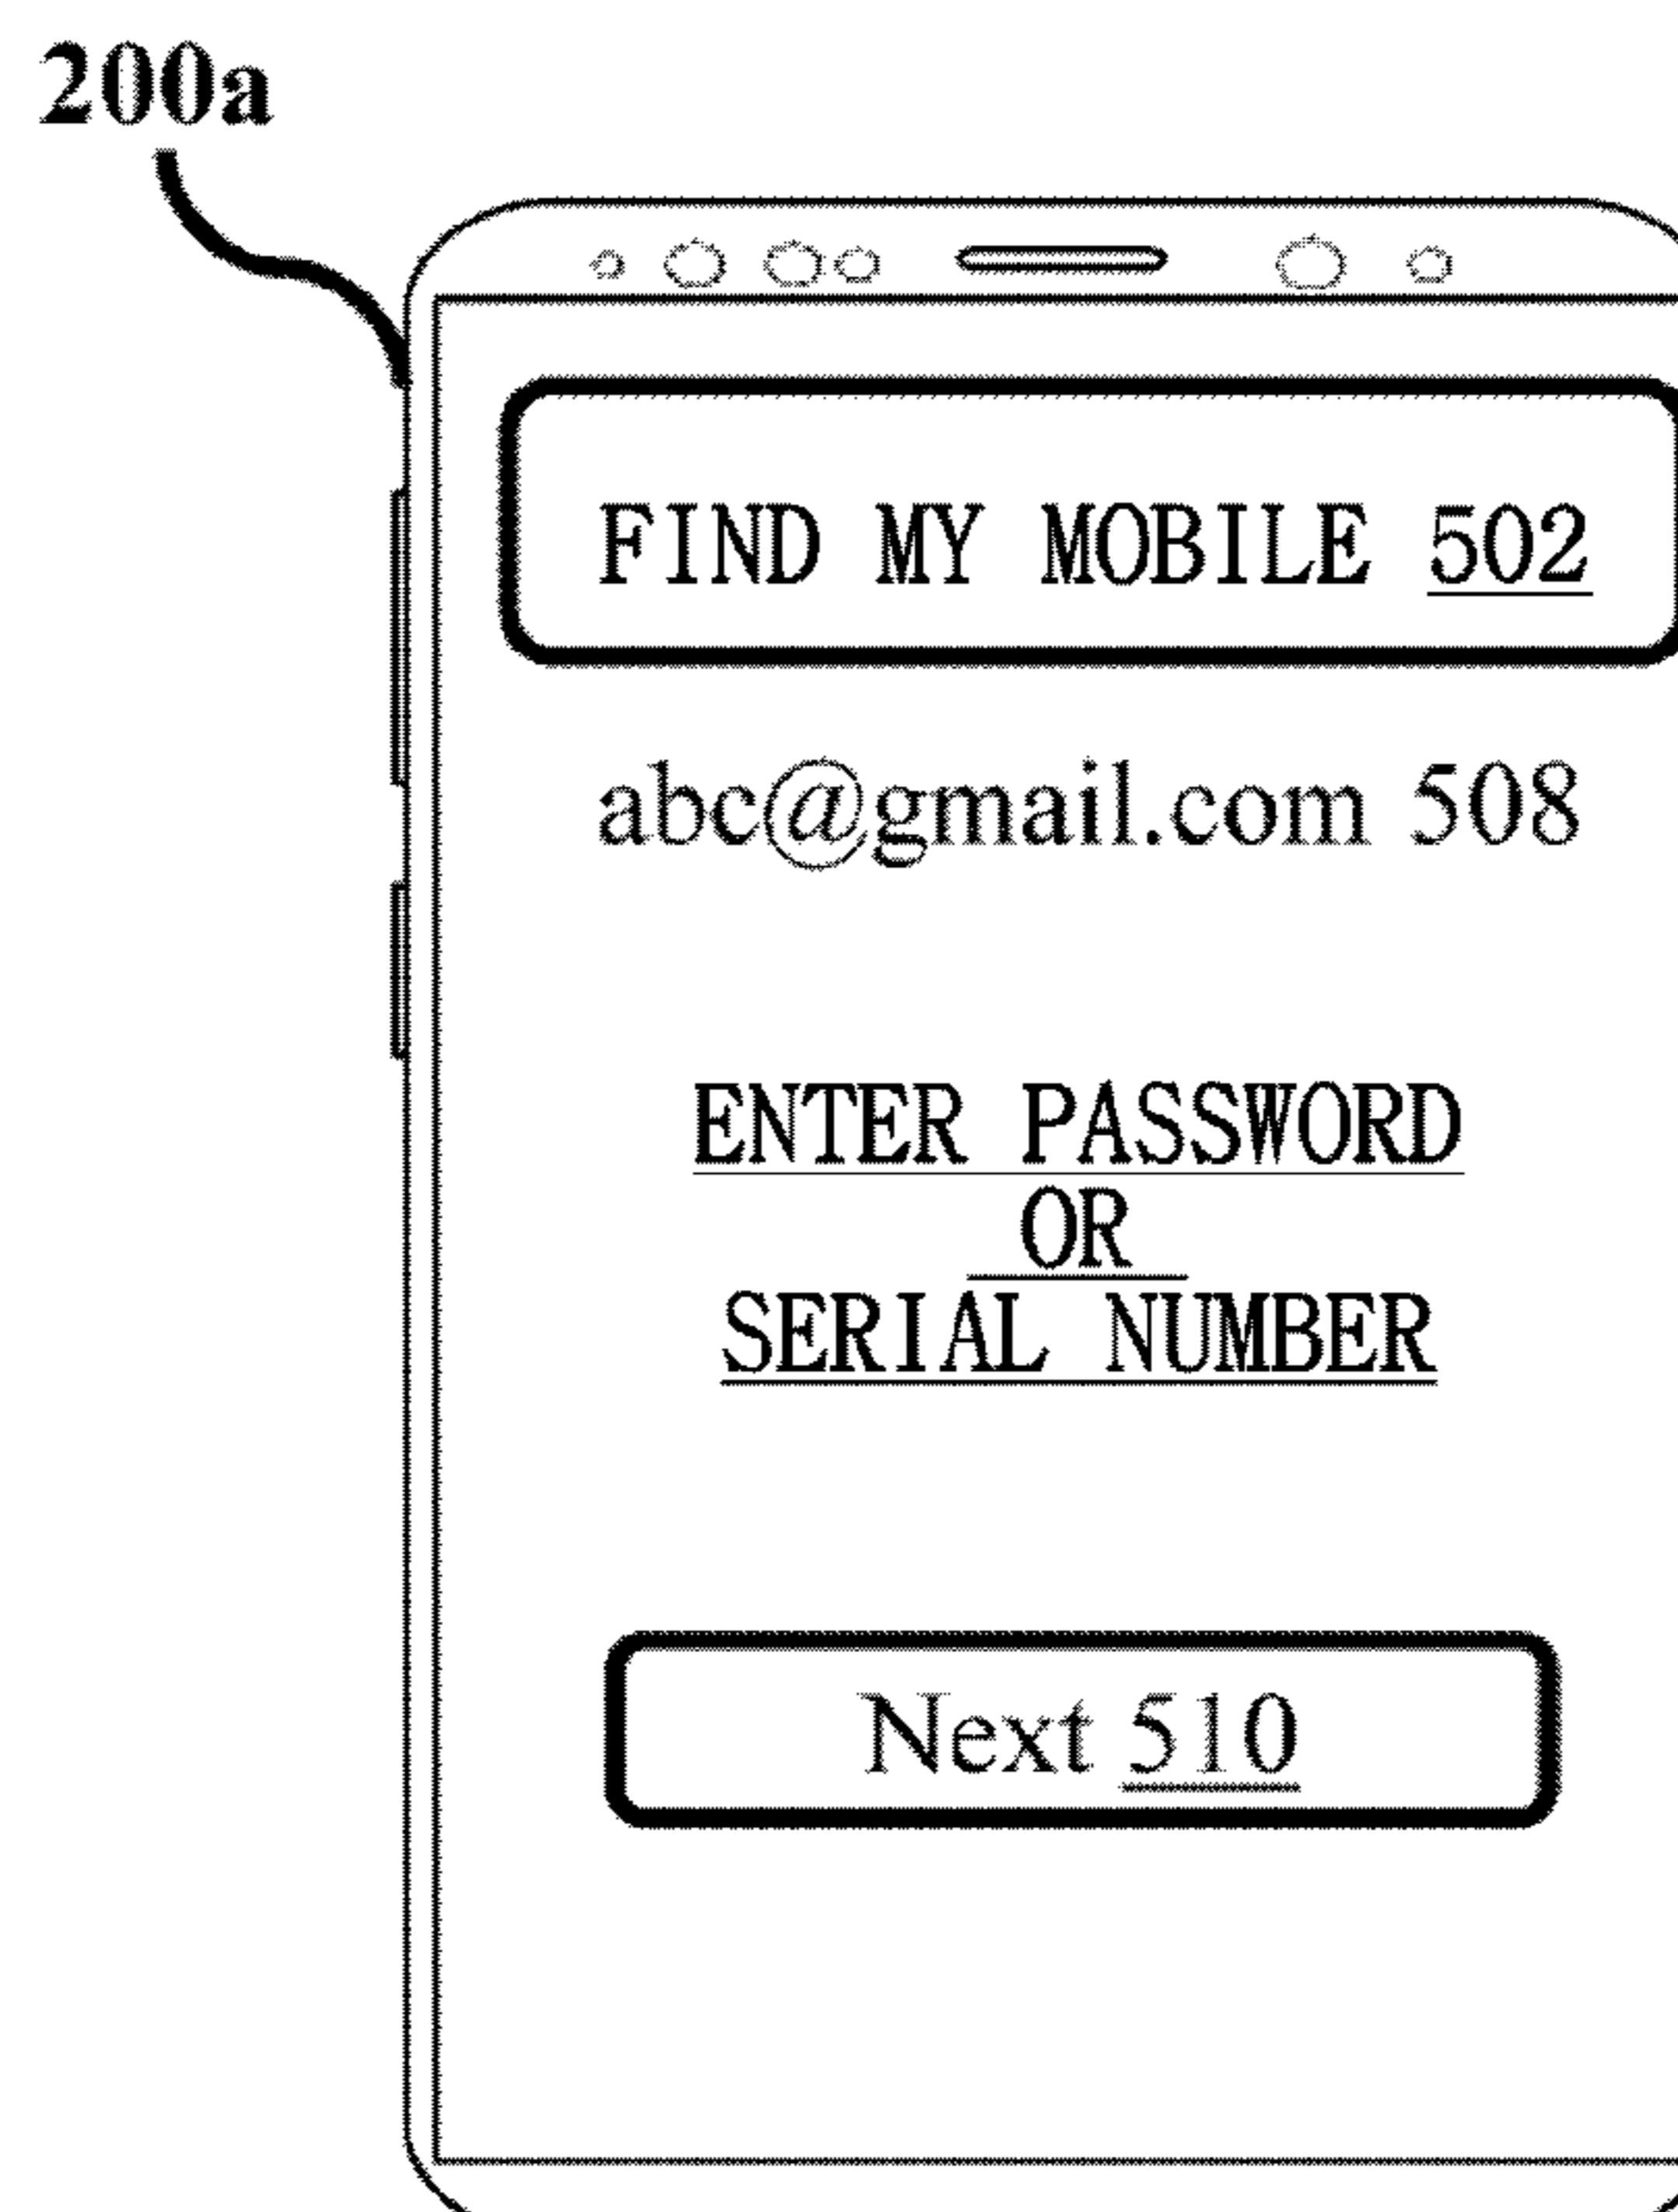 200a
FIND MY MOBILE 502
abc@gmail.com 508
ENTER PASSWORD
OR
SERIAL NUMBER
Next 510